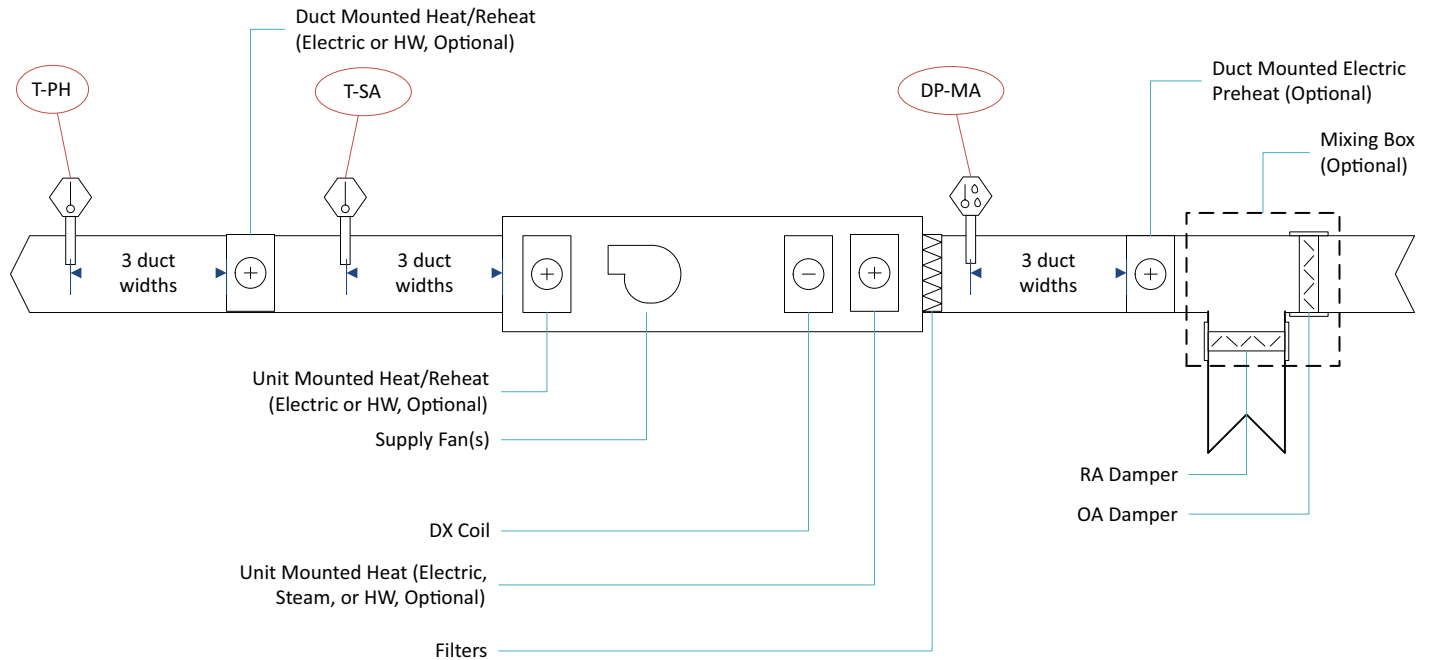 Duct Mounted Heat/Reheat
(Electric or HW, Optional)
T-PH
T-SA
DP-MA
Duct Mounted Electric
Preheat (Optional)
Mixing Box
(Optional)
3 duct
widths
3 duct
widths
3 duct
widths
Unit Mounted Heat/Reheat
(Electric or HW, Optional)
Supply Fan(s)
RA Damper
OA Damper
DX Coil
Unit Mounted Heat (Electric,
Steam, or HW, Optional)
Filters